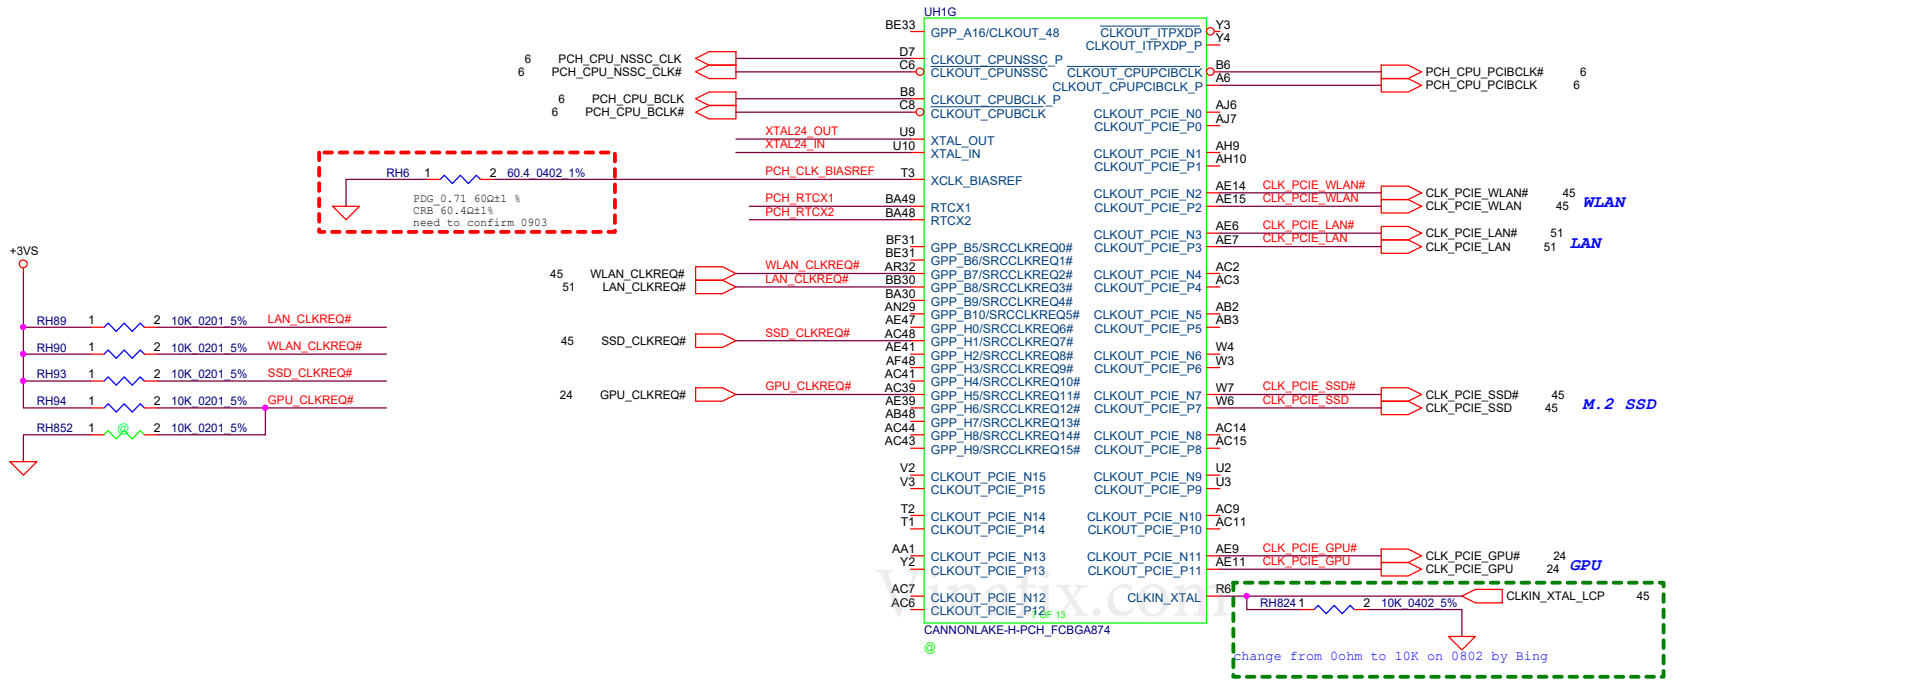 UH1G
BE33 GPP_A16/CLKOUT_48 CLKOUT_ITPXDP Y3
CLKOUT_ITPXDP_P Y4
6 PCH_CPU_NSSC_CLK D7 CLKOUT_CPUNSSC_P
6 PCH_CPU_NSSC_CLK# C6 CLKOUT_CPUNSSC CLKOUT_CPUPCIBCLK B6 PCH_CPU_PCIBCLK# 6
CLKOUT_CPUPCIBCLK_P A6 PCH_CPU_PCIBCLK 6
6 PCH_CPU_BCLK B8 CLKOUT_CPUBCLK_P
6 PCH_CPU_BCLK# C8 CLKOUT_CPUBCLK CLKOUT_PCIE_N0 AJ6
CLKOUT_PCIE_P0 AJ7
XTAL24_OUT U9 XTAL_OUT
XTAL24_IN U10 XTAL_IN CLKOUT_PCIE_N1 AH9
CLKOUT_PCIE_P1 AH10
RH6 1 2 60.4_0402_1% PCH_CLK_BIASREF T3 XCLK_BIASREF
PDG_0.71 60Ω±1 %
CRB 60.4Ω±1%
need to confirm 0903
CLKOUT_PCIE_N2 AE14 CLK_PCIE_WLAN# CLK_PCIE_WLAN# 45
PCH_RTCX1 BA49 RTCX1 CLKOUT_PCIE_P2 AE15 CLK_PCIE_WLAN CLK_PCIE_WLAN 45 WLAN
PCH_RTCX2 BA48 RTCX2
CLKOUT_PCIE_N3 AE6 CLK_PCIE_LAN# CLK_PCIE_LAN# 51
BF31 GPP_B5/SRCCLKREQ0# CLKOUT_PCIE_P3 AE7 CLK_PCIE_LAN CLK_PCIE_LAN 51 LAN
BE31 GPP_B6/SRCCLKREQ1#
45 WLAN_CLKREQ# WLAN_CLKREQ# AR32 GPP_B7/SRCCLKREQ2# CLKOUT_PCIE_N4 AC2
51 LAN_CLKREQ# LAN_CLKREQ# BB30 GPP_B8/SRCCLKREQ3# CLKOUT_PCIE_P4 AC3
BA30 GPP_B9/SRCCLKREQ4#
AN29 GPP_B10/SRCCLKREQ5# CLKOUT_PCIE_N5 AB2
AE47 GPP_H0/SRCCLKREQ6# CLKOUT_PCIE_P5 AB3
45 SSD_CLKREQ# SSD_CLKREQ# AC48 GPP_H1/SRCCLKREQ7#
AE41 GPP_H2/SRCCLKREQ8# CLKOUT_PCIE_N6 W4
AF48 GPP_H3/SRCCLKREQ9# CLKOUT_PCIE_P6 W3
AC41 GPP_H4/SRCCLKREQ10#
24 GPU_CLKREQ# GPU_CLKREQ# AC39 GPP_H5/SRCCLKREQ11# CLKOUT_PCIE_N7 W7 CLK_PCIE_SSD# CLK_PCIE_SSD# 45
AE39 GPP_H6/SRCCLKREQ12# CLKOUT_PCIE_P7 W6 CLK_PCIE_SSD CLK_PCIE_SSD 45 M.2 SSD
AB48 GPP_H7/SRCCLKREQ13#
AC44 GPP_H8/SRCCLKREQ14# CLKOUT_PCIE_N8 AC14
AC43 GPP_H9/SRCCLKREQ15# CLKOUT_PCIE_P8 AC15
V2 CLKOUT_PCIE_N15 CLKOUT_PCIE_N9 U2
V3 CLKOUT_PCIE_P15 CLKOUT_PCIE_P9 U3
T2 CLKOUT_PCIE_N14 CLKOUT_PCIE_N10 AC9
T1 CLKOUT_PCIE_P14 CLKOUT_PCIE_P10 AC11
AA1 CLKOUT_PCIE_N13 CLKOUT_PCIE_N11 AE9 CLK_PCIE_GPU# CLK_PCIE_GPU# 24
Y2 CLKOUT_PCIE_P13 CLKOUT_PCIE_P11 AE11 CLK_PCIE_GPU CLK_PCIE_GPU 24 GPU
AC7 CLKOUT_PCIE_N12 CLKIN_XTAL R6 CLKIN_XTAL_LCP 45
AC6 CLKOUT_PCIE_P12
OF 13
RH824 1 2 10K_0402_5%
change from 0ohm to 10K on 0802 by Bing
CANNONLAKE-H-PCH_FCBGA874
@
Vinafix.com
+3VS
RH89 1 2 10K_0201_5% LAN_CLKREQ#
RH90 1 2 10K_0201_5% WLAN_CLKREQ#
RH93 1 2 10K_0201_5% SSD_CLKREQ#
RH94 1 2 10K_0201_5% GPU_CLKREQ#
RH852 1 @ 2 10K_0201_5%